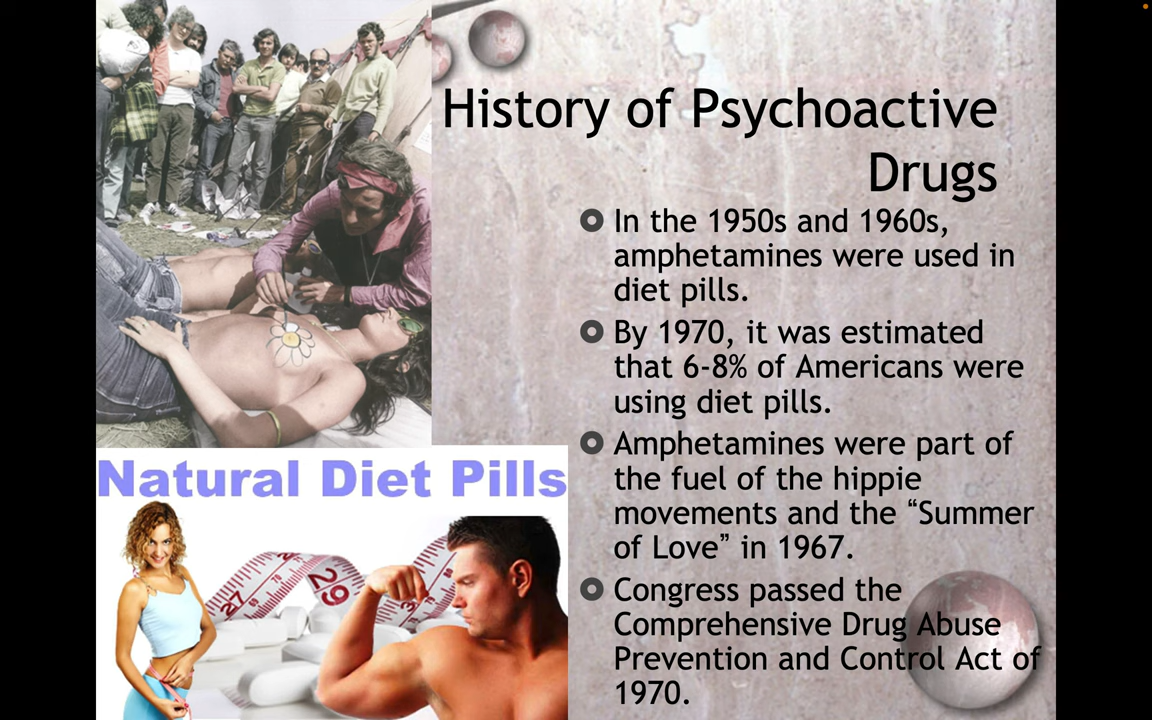 History of Psychoactive
Drugs
In the 1950s and 1960s,
amphetamines were used in
diet pills.
By 1970, it was estimated
that 6-8% of Americans were
using diet pills.
Amphetamines were part of
the fuel of the hippie
movements and the “Summer
of Love” in 1967.
Congress passed the
Comprehensive Drug Abuse
Prevention and Control Act of
1970.
Natural Diet Pills
27
29